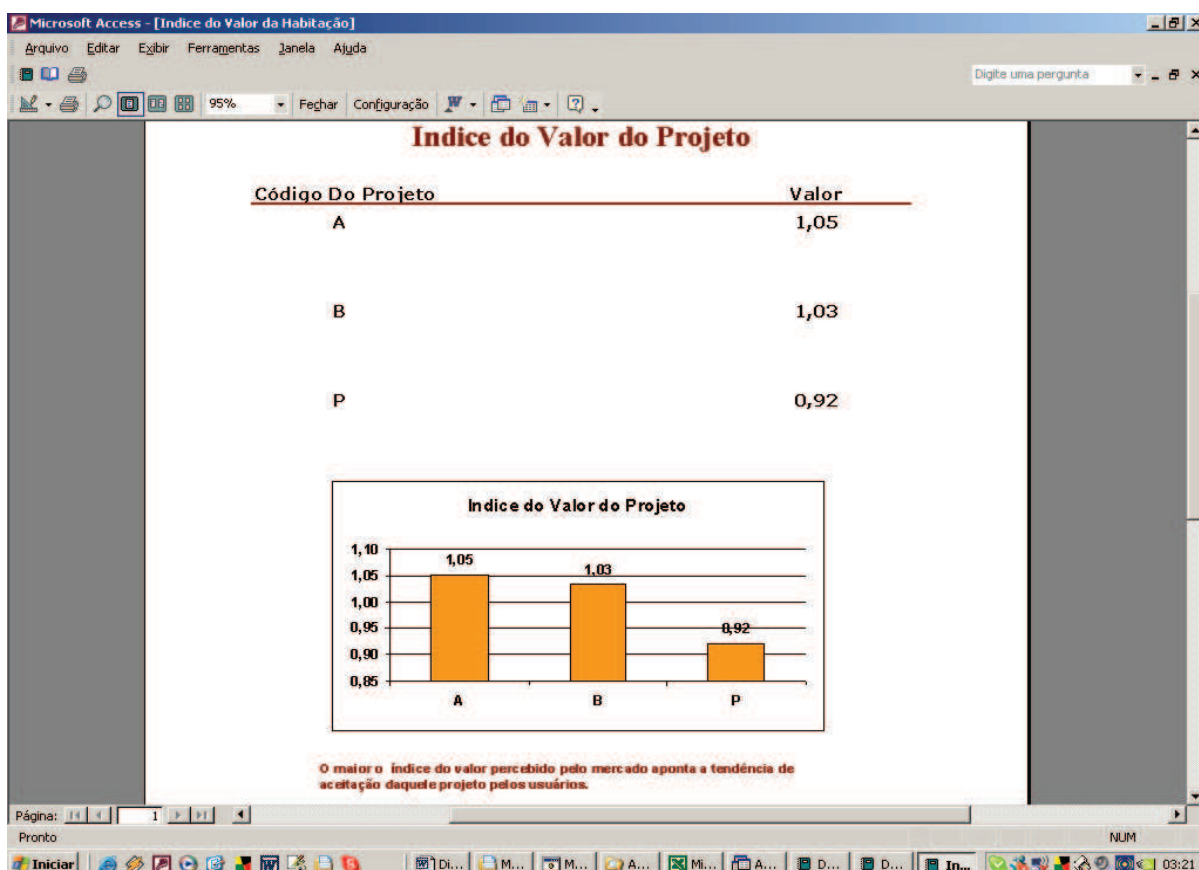 Microsoft Access - [Indice do Valor da Habitação]
Arquivo Editar Exibir Ferramentas Janela Ajuda
Digite uma pergunta
95% Fechar Configuração
Indice do Valor do Projeto
Código Do Projeto Valor
A 1,05
B 1,03
P 0,92
Indice do Valor do Projeto
1,10
1,05
1,00
0,95
0,90
0,85
1,05
1,03
0,92
A B P
O maior o índice do valor percebido pelo mercado aponta a tendência de
aceitação daquele projeto pelos usuários.
Página: 1
Pronto NUM
Iniciar Di... M... M... A... Mi... A... D... D... In... 03:21